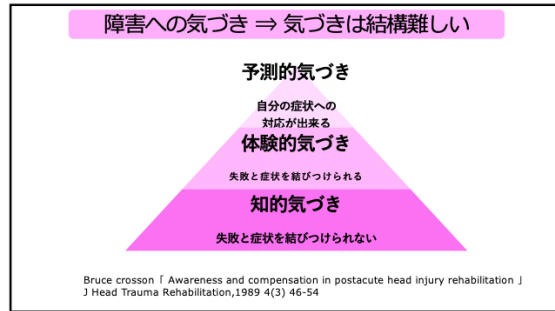 障害への気づき ⇒ 気づきは結構難しい
予測的気づき
自分の症状への
対応が出来る
体験的気づき
失敗と症状を結びつけられる
知的気づき
失敗と症状を結びつけられない
Bruce crosson「 Awareness and compensation in postacute head injury rehabilitation 」
J Head Trauma Rehabilitation,1989 4(3) 46-54